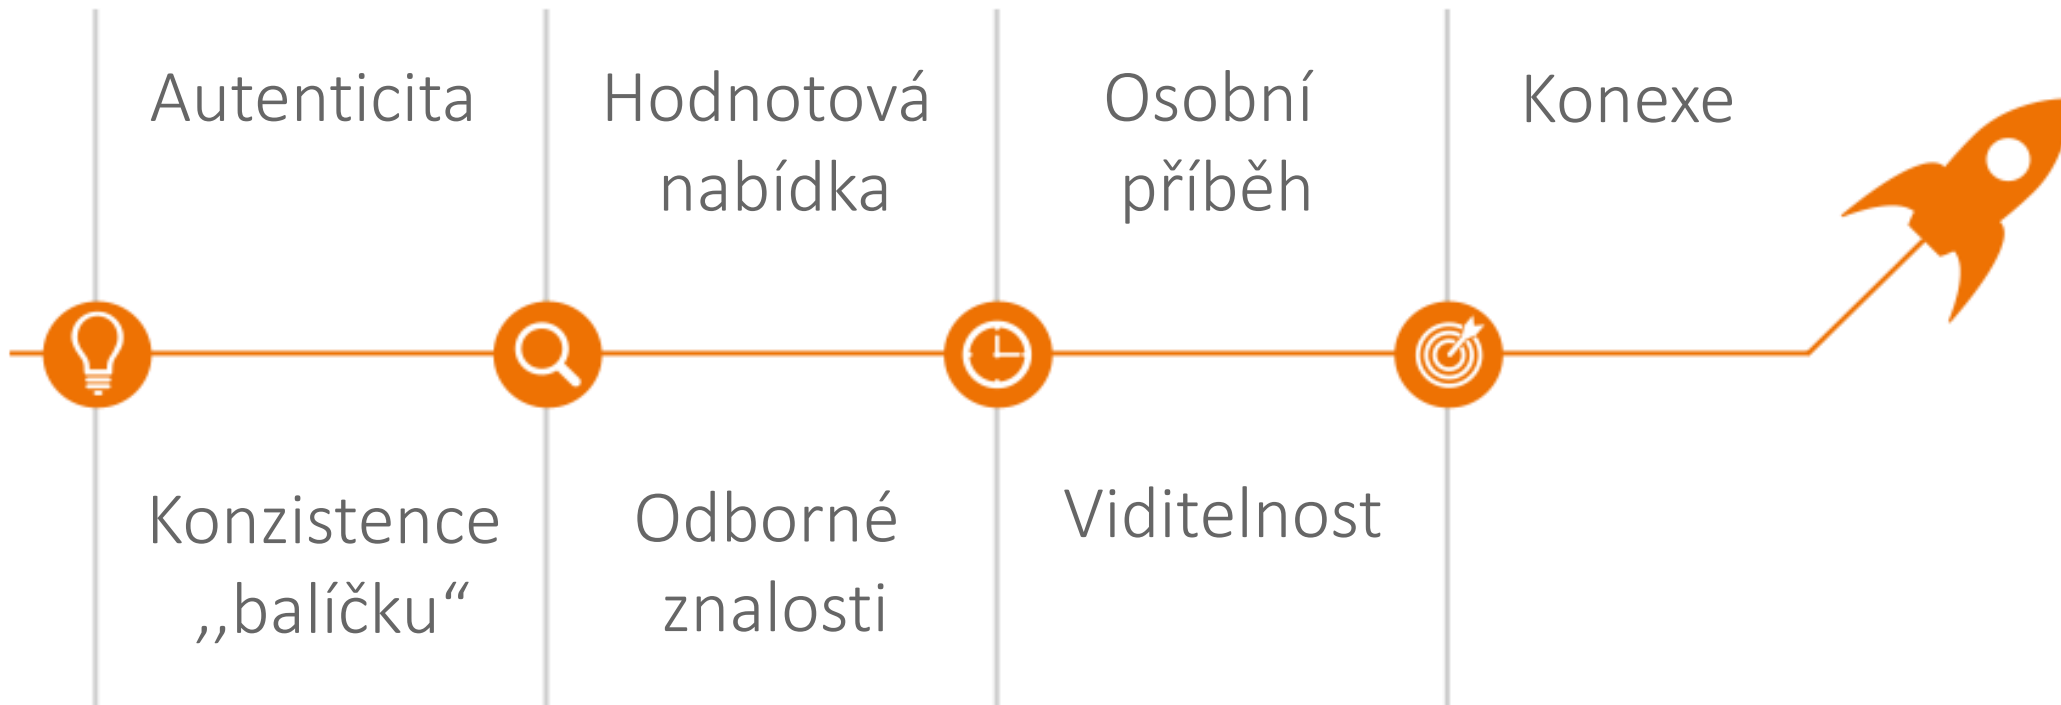 Autenticita
Hodnotová
nabídka
Osobní
příběh
Konexe
Konzistence
,,balíčku“
Odborné
znalosti
Viditelnost